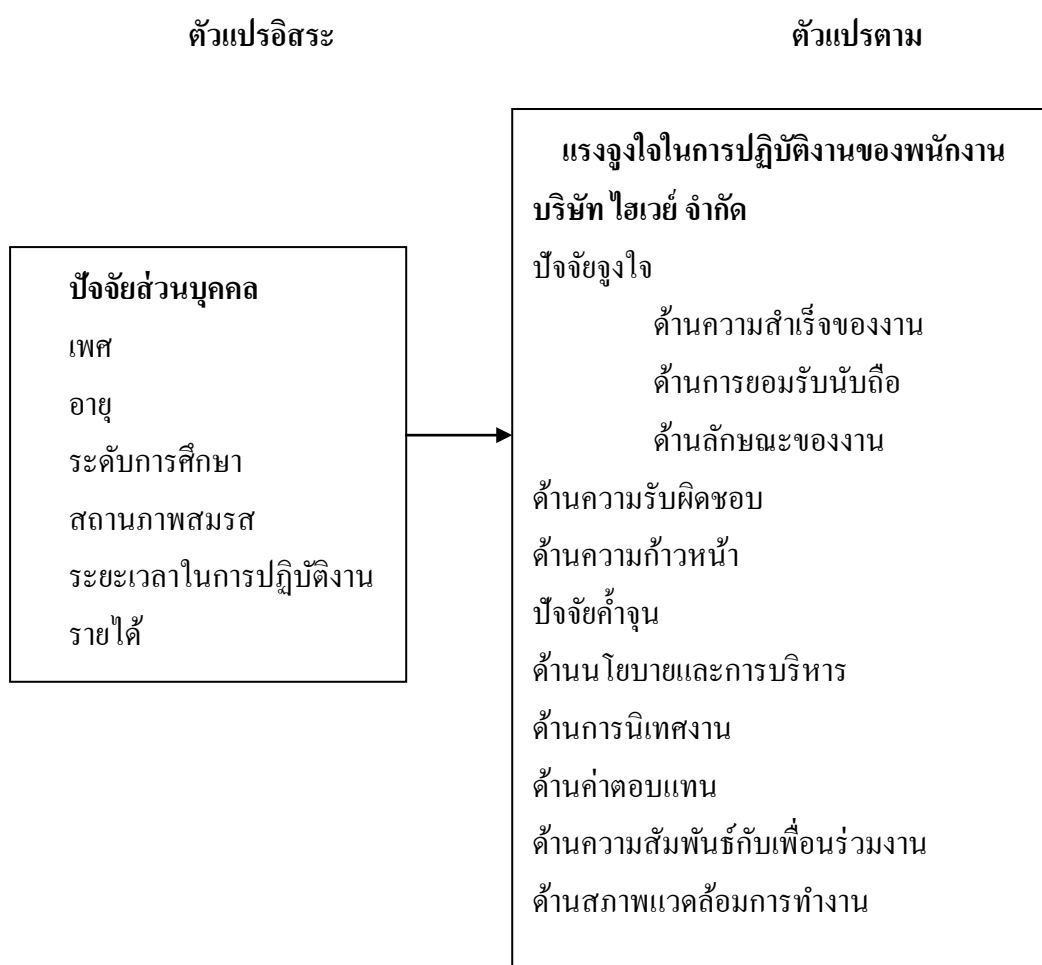 ตัวแปรอิสระ
ตัวแปรตาม
ปัจจัยส่วนบุคคล
เพศ
อายุ
ระดับการศึกษา
สถานภาพสมรส
ระยะเวลาในการปฏิบัติงาน
รายได้
แรงจูงใจในการปฏิบัติงานของพนักงาน
บริษัท ไฮเวย์ จำกัด
ปัจจัยจูงใจ
ด้านความสำเร็จของงาน
ด้านการยอมรับนับถือ
ด้านลักษณะของงาน
ด้านความรับผิดชอบ
ด้านความก้าวหน้า
ปัจจัยค้ำจุน
ด้านนโยบายและการบริหาร
ด้านการนิเทศงาน
ด้านค่าตอบแทน
ด้านความสัมพันธ์กับเพื่อนร่วมงาน
ด้านสภาพแวดล้อมการทำงาน